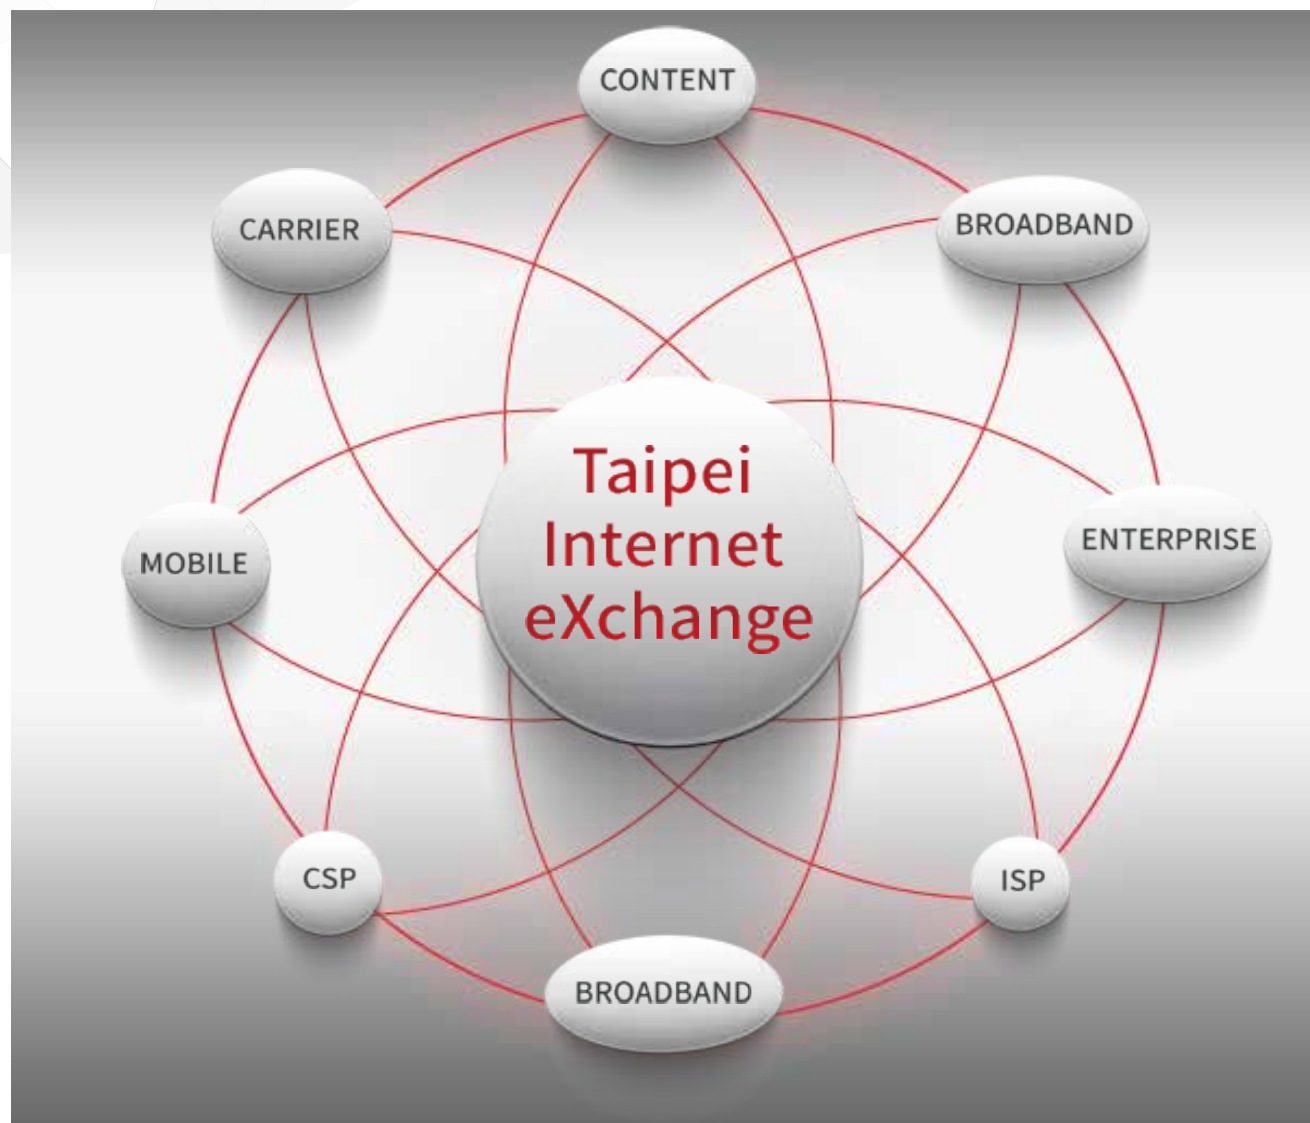 CONTENT
BROADBAND
CARRIER
Taipei
Internet
eXchange
ENTERPRISE
MOBILE
CSP
ISP
BROADBAND